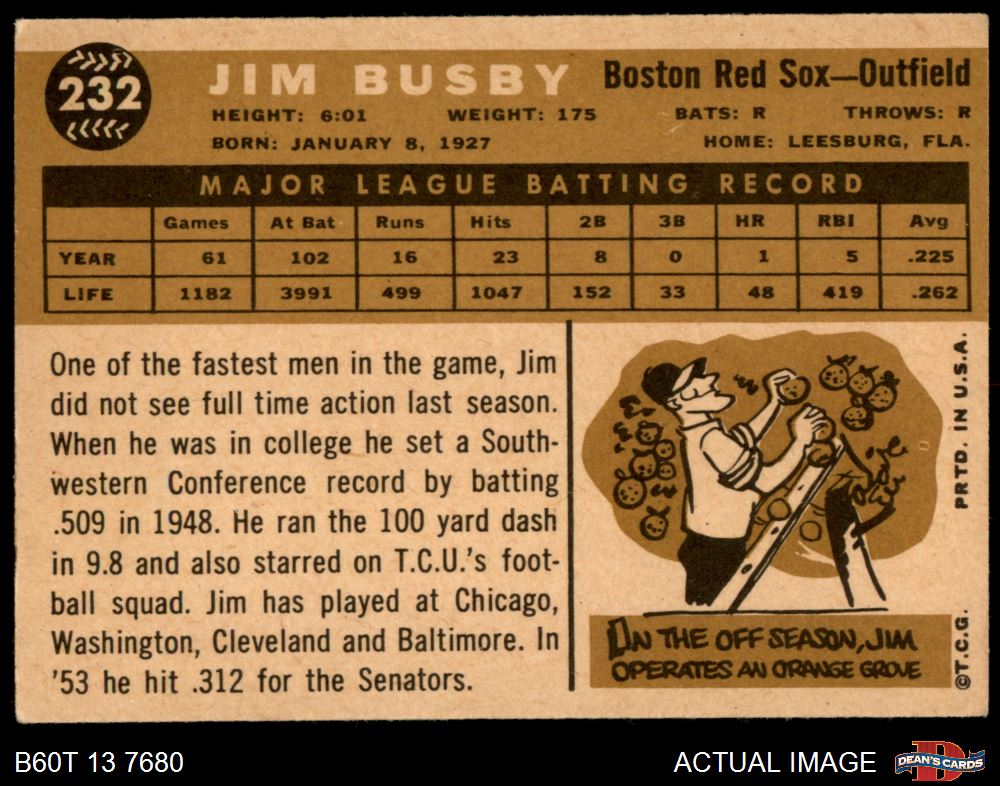 232
JIM BUSBY
Boston Red Sox—Outfield
HEIGHT: 6:01 WEIGHT: 175 BATS: R THROWS: R
BORN: JANUARY 8, 1927 HOME: LEESBURG, FLA.
MAJOR LEAGUE BATTING RECORD
Games At Bat Runs Hits 2B 3B HR RBI Avg
YEAR 61 102 16 23 8 0 1 5 .225
LIFE 1182 3991 499 1047 152 33 48 419 .262
One of the fastest men in the game, Jim
did not see full time action last season.
When he was in college he set a South-
western Conference record by batting
.509 in 1948. He ran the 100 yard dash
in 9.8 and also starred on T.C.U.'s foot-
ball squad. Jim has played at Chicago,
Washington, Cleveland and Baltimore. In
'53 he hit .312 for the Senators.
IN THE OFF SEASON, JIM
OPERATES AN ORANGE GROVE
PRTD. IN U.S.A.
©T.C.G.
B60T 13 7680
ACTUAL IMAGE
DEAN'S CARDS